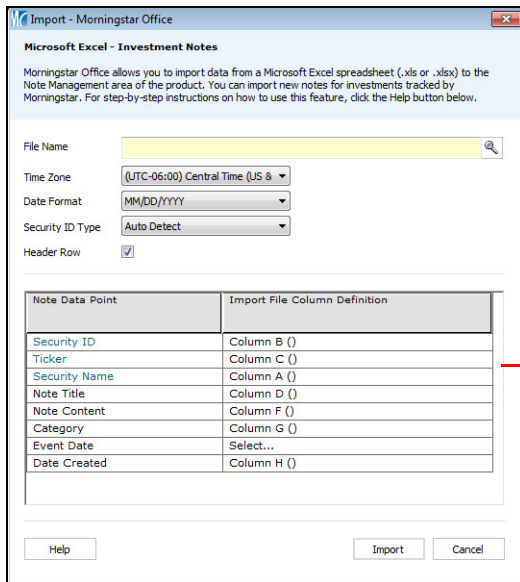 Import - Morningstar Office
Microsoft Excel - Investment Notes
Morningstar Office allows you to import data from a Microsoft Excel spreadsheet (.xls or .xlsx) to the
Note Management area of the product. You can import new notes for investments tracked by
Morningstar. For step-by-step instructions on how to use this feature, click the Help button below.
File Name
Time Zone (UTC-06:00) Central Time (US &
Date Format MM/DD/YYYY
Security ID Type Auto Detect
Header Row
Note Data Point Import File Column Definition
Security ID Column B ()
Ticker Column C ()
Security Name Column A ()
Note Title Column D ()
Note Content Column F ()
Category Column G ()
Event Date Select...
Date Created Column H ()
Help Import Cancel